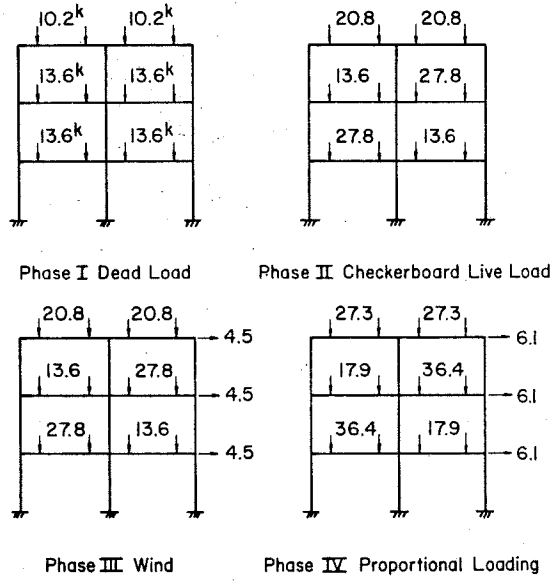 10.2k 10.2k
13.6k 13.6k
13.6k 13.6k
Phase I Dead Load
20.8 20.8
13.6 27.8
27.8 13.6
Phase II Checkerboard Live Load
20.8 20.8 4.5
13.6 27.8 4.5
27.8 13.6 4.5
Phase III Wind
27.3 27.3 6.1
17.9 36.4 6.1
36.4 17.9 6.1
Phase IV Proportional Loading